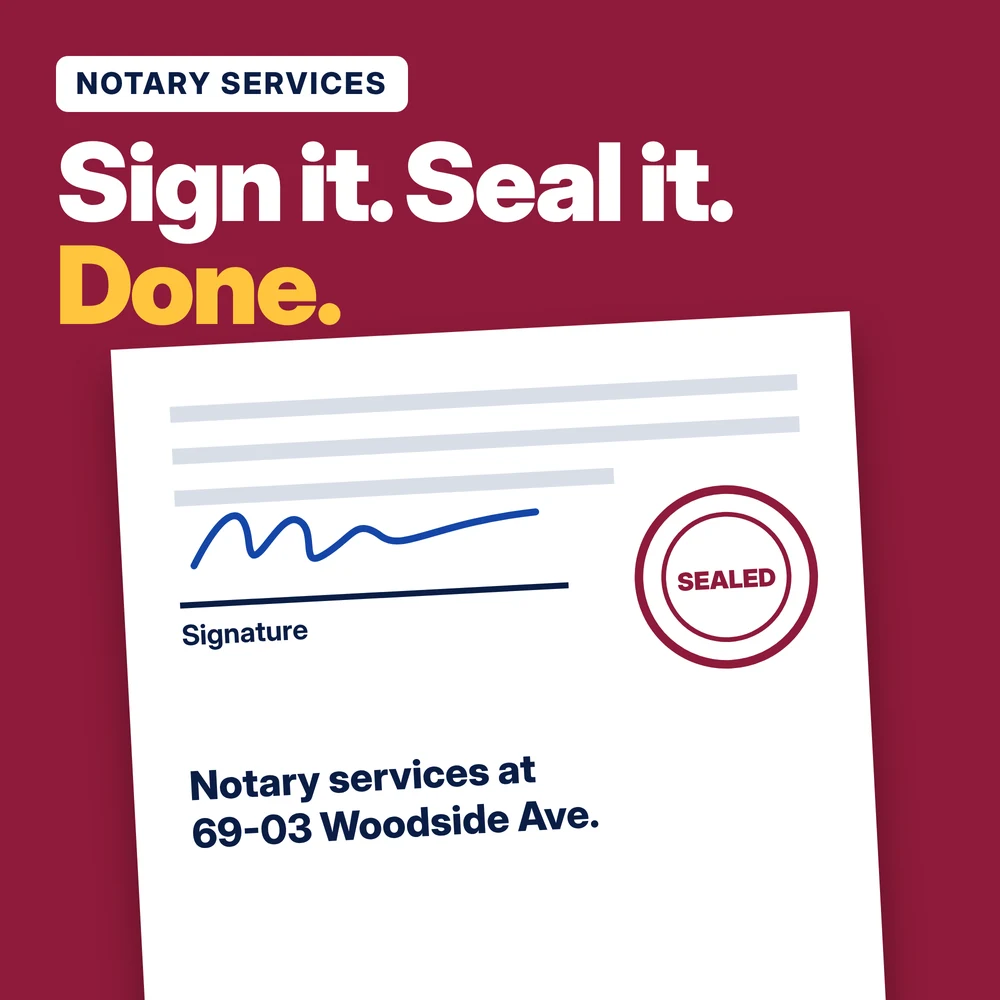 NOTARY SERVICES
Sign it. Seal it.
Done.
SEALED
Signature
Notary services at
69-03 Woodside Ave.